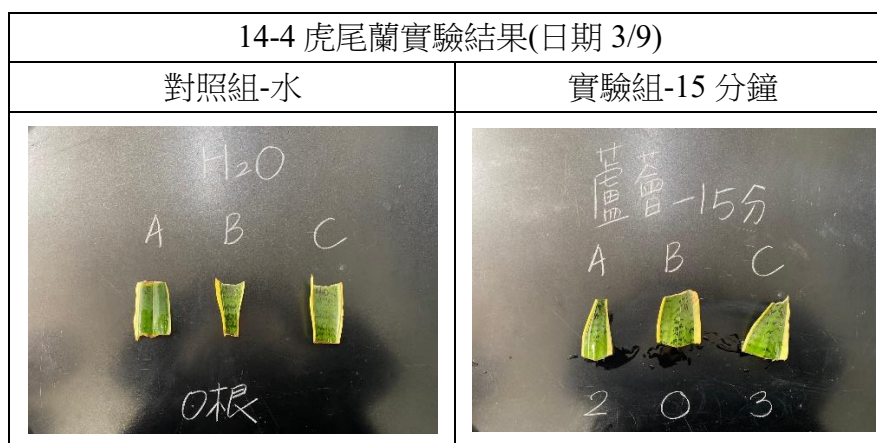 14-4 虎尾蘭實驗結果(日期 3/9)
對照組-水
實驗組-15 分鐘
H2O
A B C
0根
蘆薈-15分
A B C
2 0 3